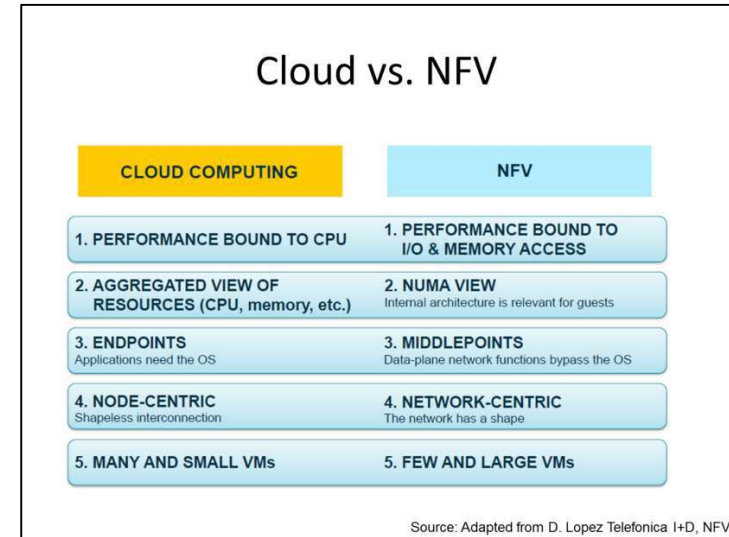 Cloud vs. NFV
CLOUD COMPUTING
NFV
1. PERFORMANCE BOUND TO CPU
1. PERFORMANCE BOUND TO
I/O & MEMORY ACCESS
2. AGGREGATED VIEW OF
RESOURCES (CPU, memory, etc.)
2. NUMA VIEW
Internal architecture is relevant for guests
3. ENDPOINTS
Applications need the OS
3. MIDDLEPOINTS
Data-plane network functions bypass the OS
4. NODE-CENTRIC
Shapeless interconnection
4. NETWORK-CENTRIC
The network has a shape
5. MANY AND SMALL VMs
5. FEW AND LARGE VMs
Source: Adapted from D. Lopez Telefonica I+D, NFV